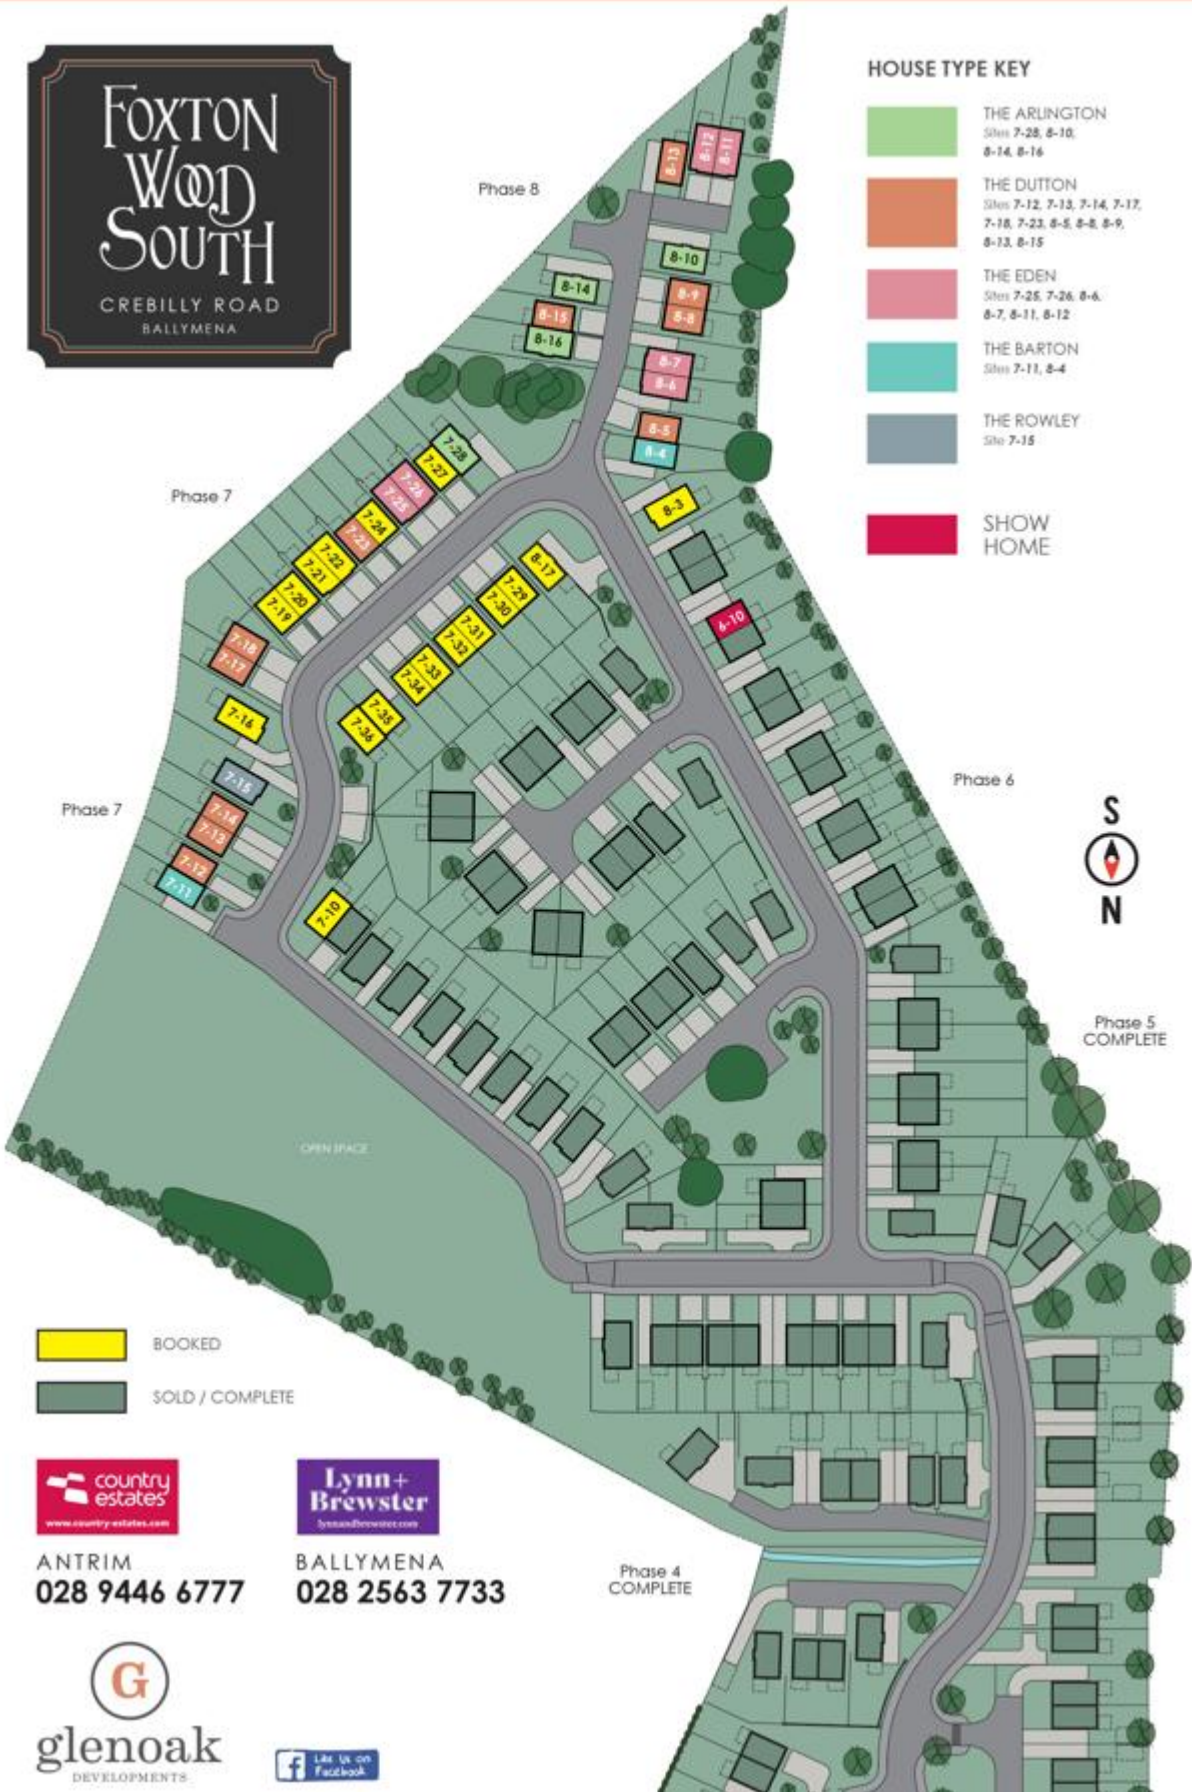 FOXTON
WOOD
SOUTH
CREBILLY ROAD
BALLYMENA
HOUSE TYPE KEY
THE ARLINGTON
Sites 7-28, 8-10,
8-14, 8-16
THE DUTTON
Sites 7-12, 7-13, 7-14, 7-17,
7-18, 7-23, 8-5, 8-8, 8-9,
8-13, 8-15
THE EDEN
Sites 7-25, 7-26, 8-6,
8-7, 8-11, 8-12
THE BARTON
Sites 7-11, 8-4
THE ROWLEY
Site 7-15
SHOW
HOME
Phase 8
8-13
8-12
8-11
8-10
8-14
8-9
8-15
8-8
8-16
8-7
8-6
8-5
8-4
8-3
Phase 7
7-28
7-27
7-26
7-25
7-24
7-23
7-22
7-21
7-20
7-19
7-18
7-17
7-16
8-17
7-29
7-30
7-31
7-32
7-33
7-34
7-35
7-36
6-10
Phase 7
7-15
7-14
7-13
7-12
7-11
7-10
Phase 6
S
N
Phase 5
COMPLETE
OPEN SPACE
BOOKED
SOLD / COMPLETE
country
estates
www.country-estates.com
ANTRIM
028 9446 6777
Lynn+
Brewster
lynnandbrewster.com
BALLYMENA
028 2563 7733
Phase 4
COMPLETE
G
glenoak
DEVELOPMENTS
f
Like Us on
Facebook